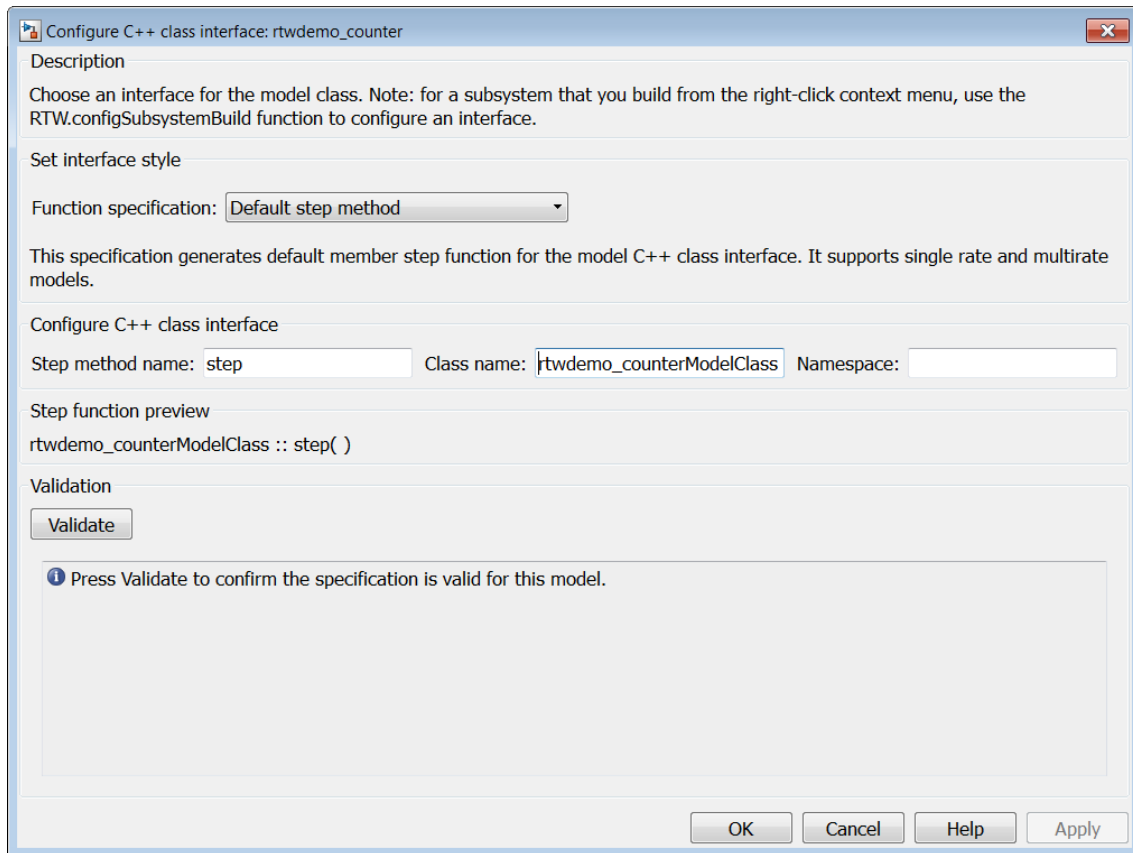 Configure C++ class interface: rtwdemo_counter
Description
Choose an interface for the model class. Note: for a subsystem that you build from the right-click context menu, use the
RTW.configSubsystemBuild function to configure an interface.
Set interface style
Function specification: Default step method
This specification generates default member step function for the model C++ class interface. It supports single rate and multirate
models.
Configure C++ class interface
Step method name: step Class name: rtwdemo_counterModelClass Namespace:
Step function preview
rtwdemo_counterModelClass :: step( )
Validation
Validate
Press Validate to confirm the specification is valid for this model.
OK Cancel Help Apply